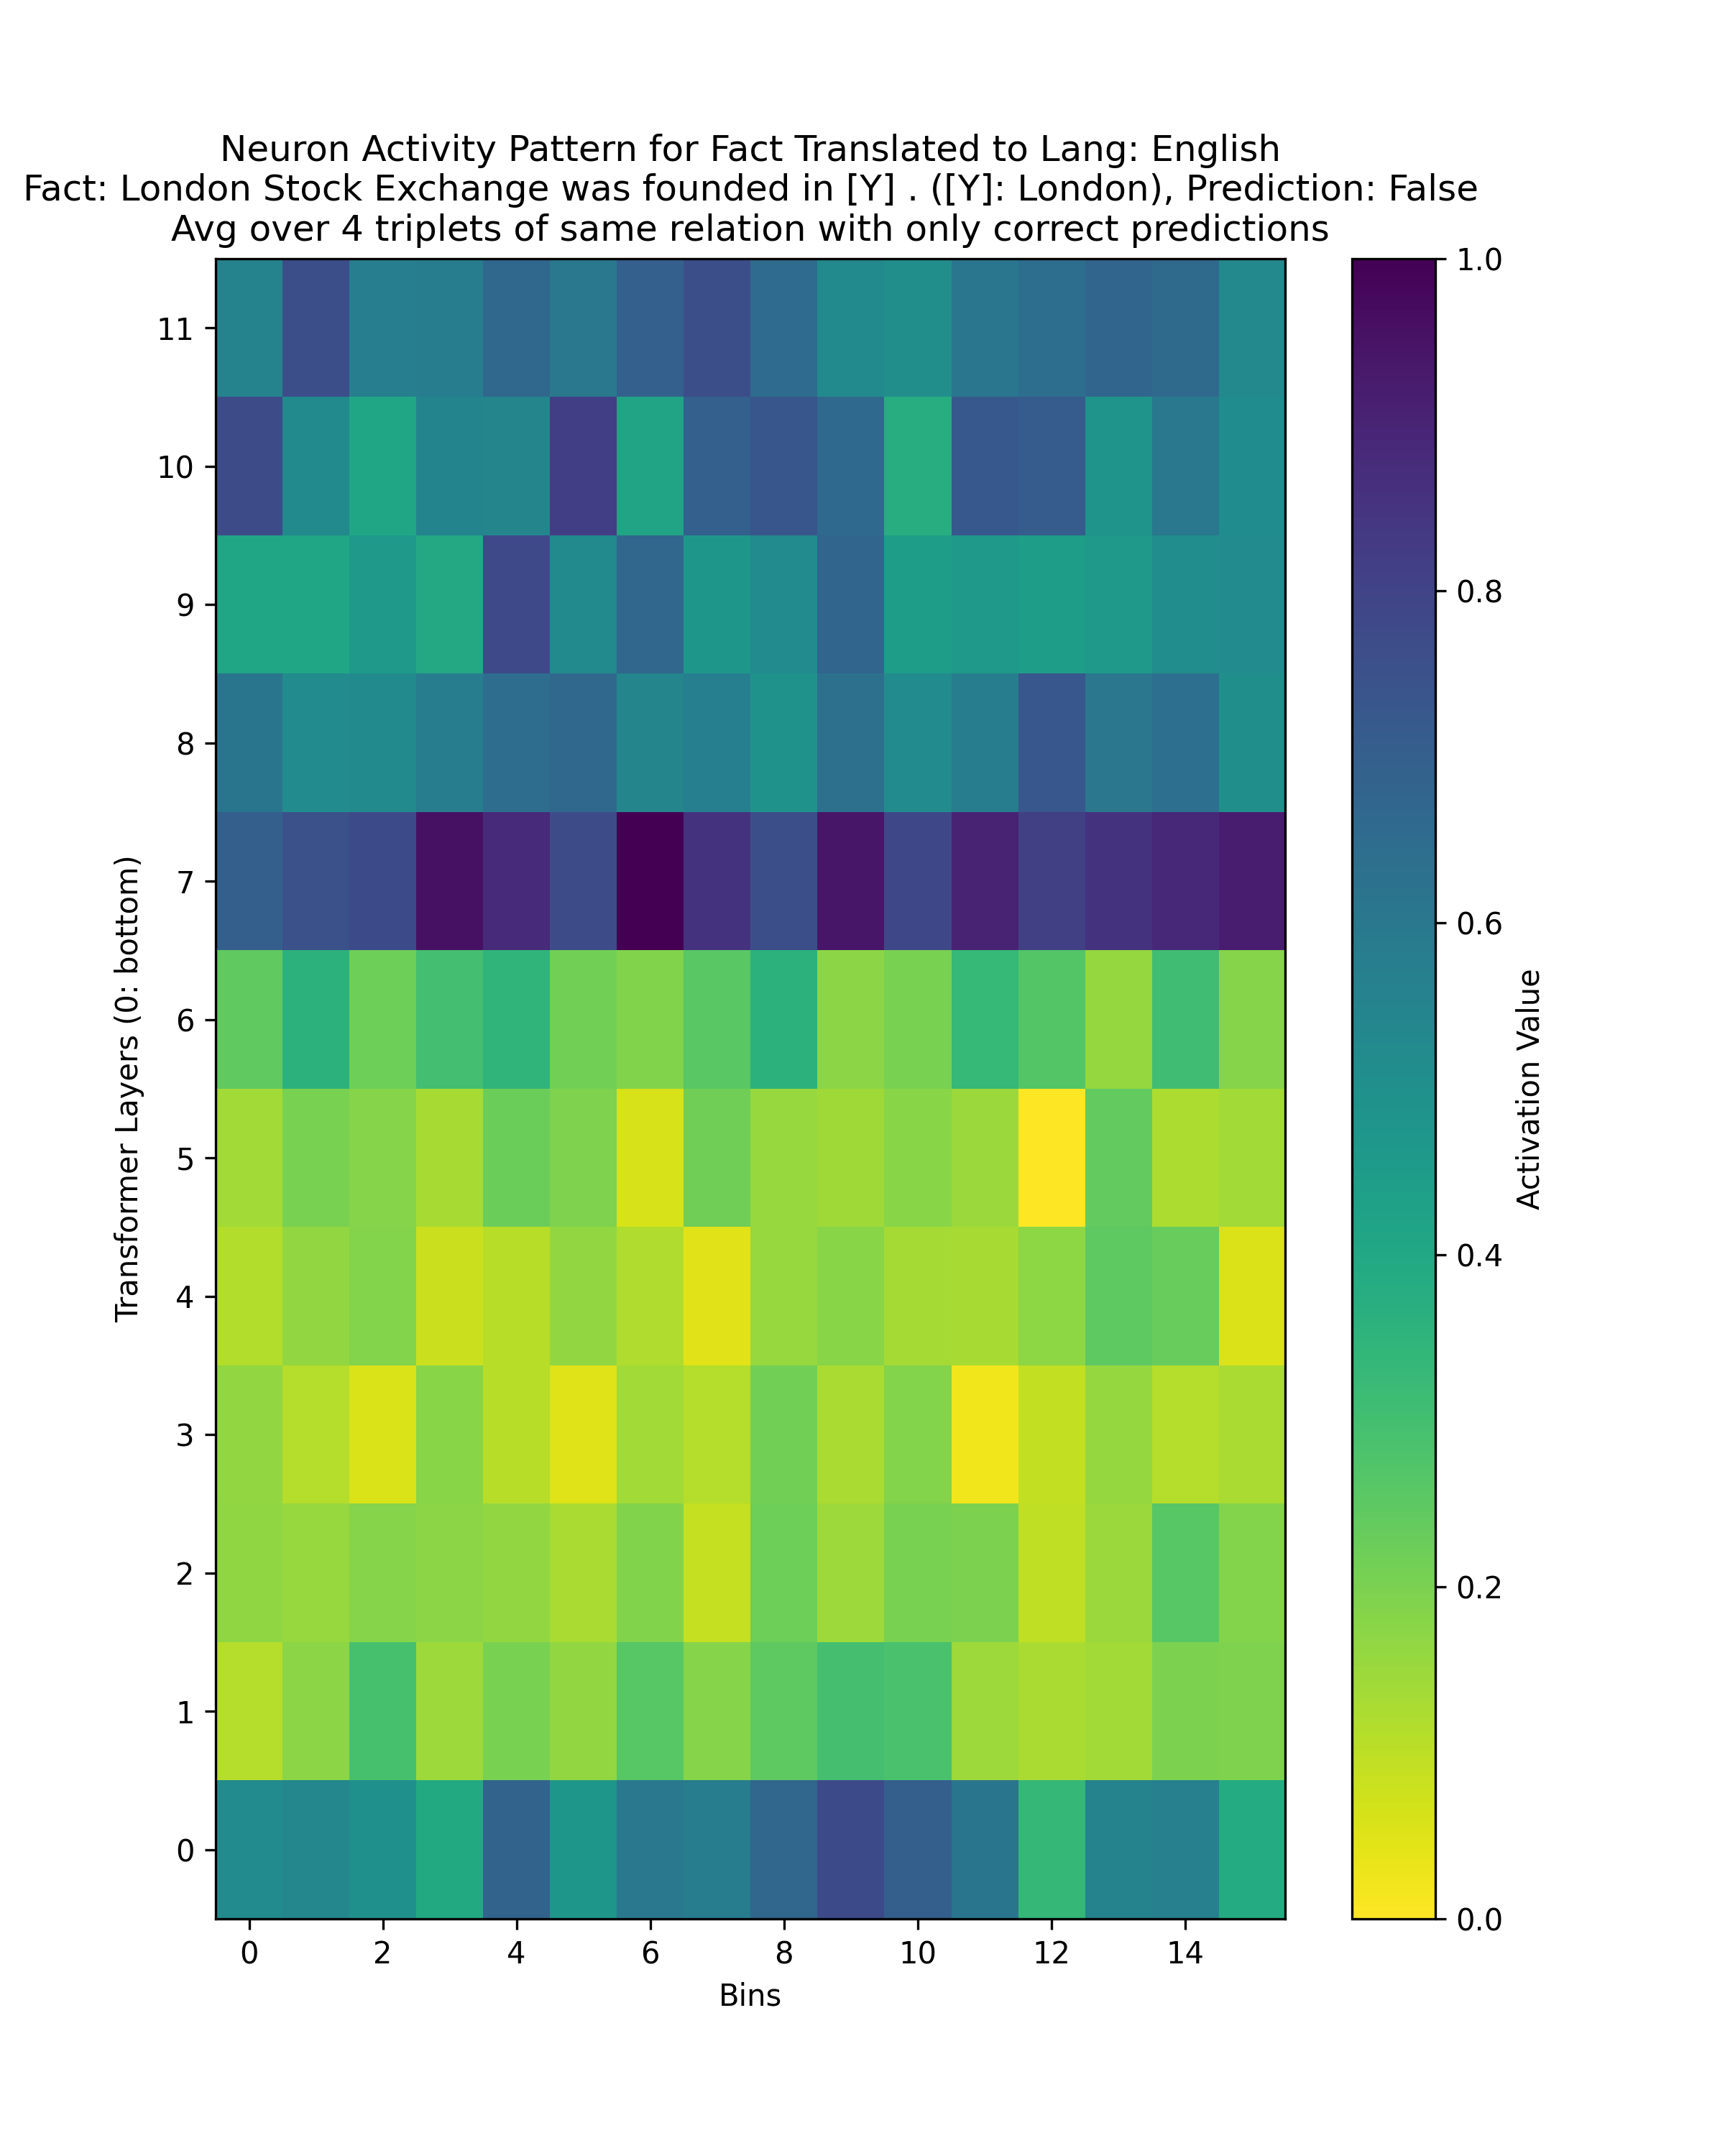 Neuron Activity Pattern for Fact Translated to Lang: English
Fact: London Stock Exchange was founded in [Y] . ([Y]: London), Prediction: False
Avg over 4 triplets of same relation with only correct predictions
11
10
9
8
7
6
5
4
3
2
1
0
Transformer Layers (0: bottom)
0 2 4 6 8 10 12 14
Bins
1.0
0.8
0.6
0.4
0.2
0.0
Activation Value